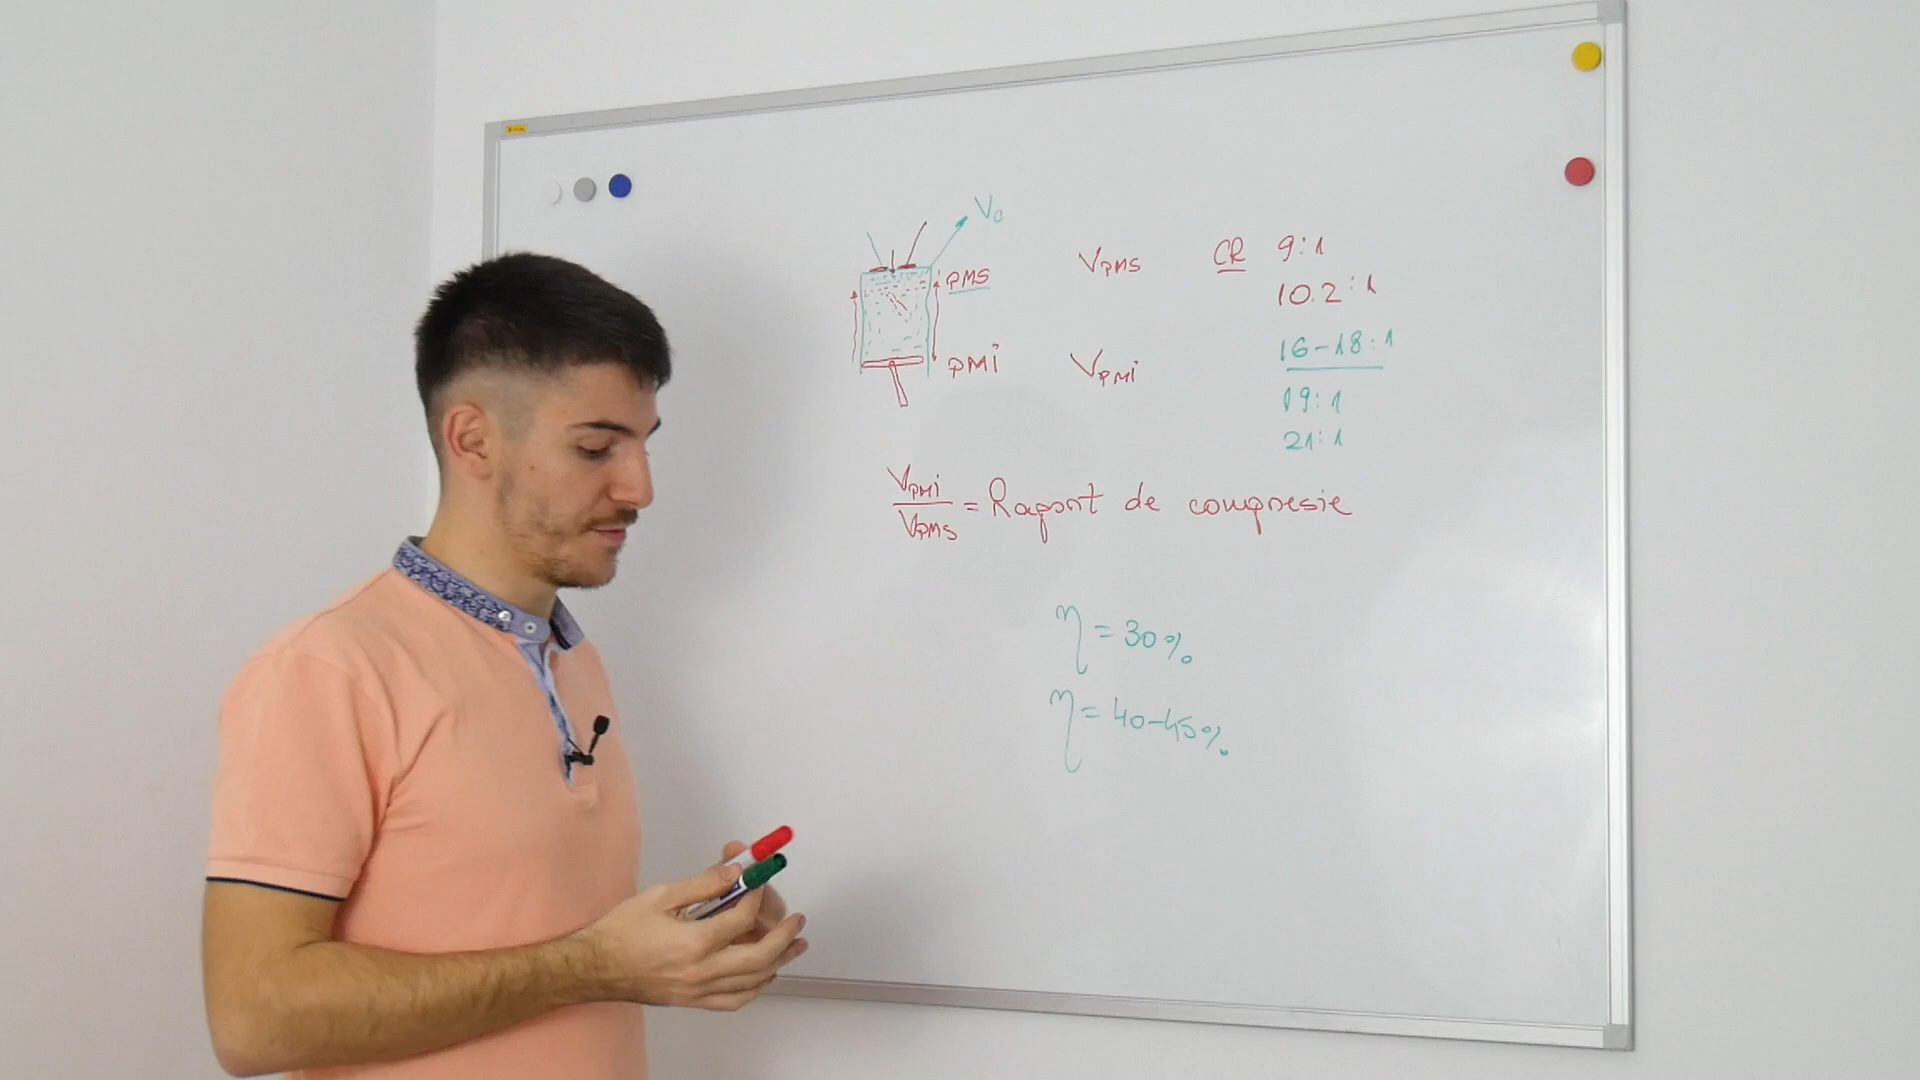 Vc
PMS
PMi
VPMS
VPMi
CR 9:1
10.2:1
16-18:1
19:1
21:1
VPMi
VPMS
= Raport de compresie
η = 30%
η = 40-45%